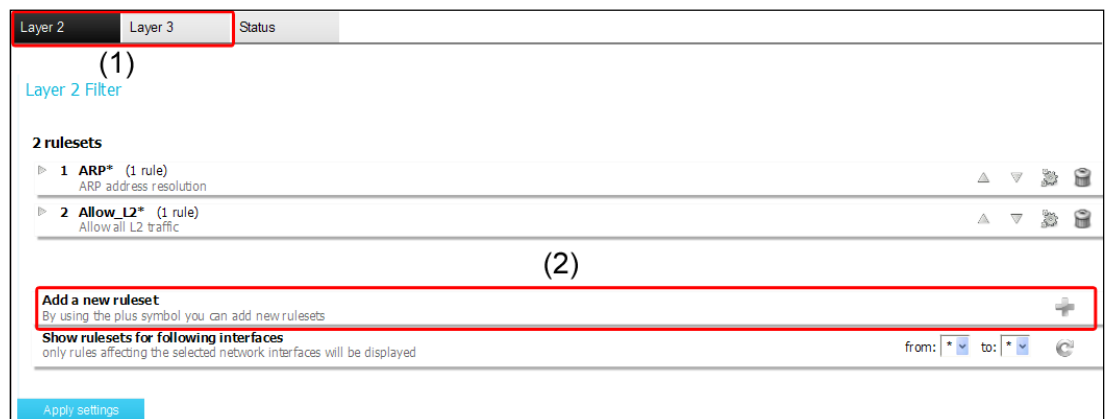 Layer 2 Layer 3 Status
(1)
Layer 2 Filter
2 rulesets
1 ARP* (1 rule)
ARP address resolution
2 Allow_L2* (1 rule)
Allow all L2 traffic
(2)
Add a new ruleset
By using the plus symbol you can add new rulesets
Show rulesets for following interfaces
only rules affecting the selected network interfaces will be displayed from: * to: *
Apply settings